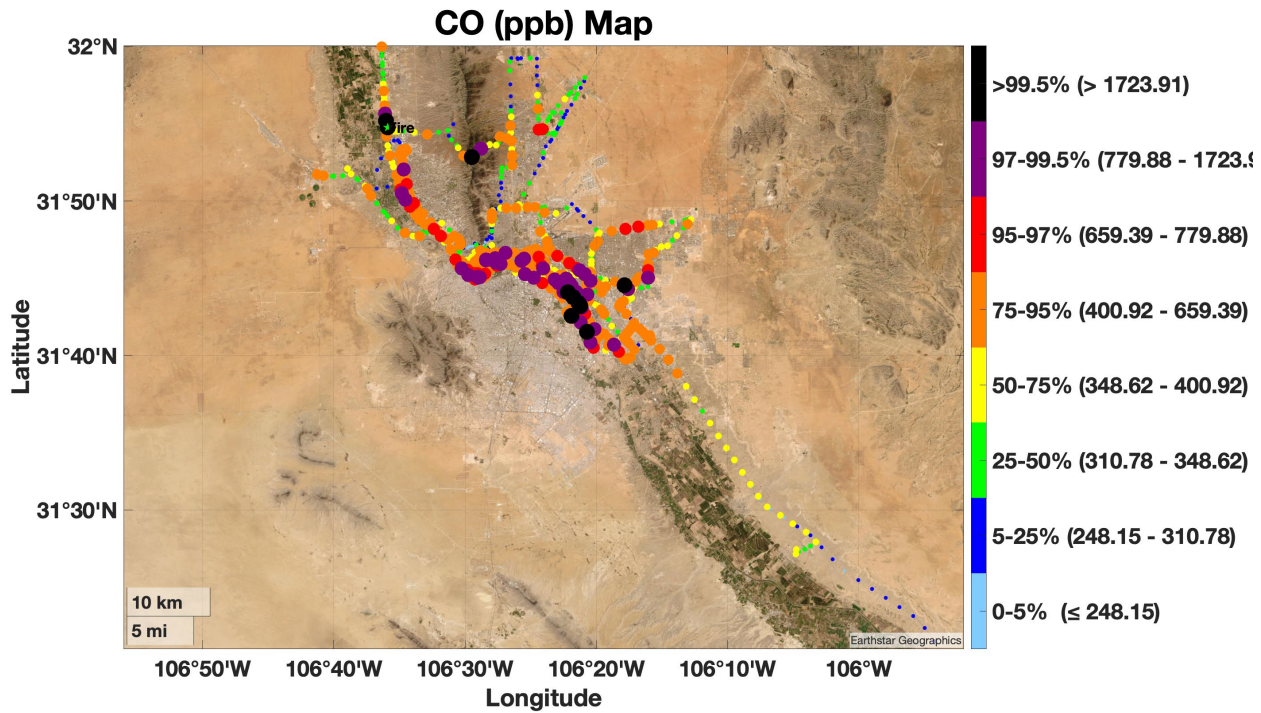 CO (ppb) Map
32°N
31°50'N
31°40'N
31°30'N
Latitude
Fire
10 km
5 mi
Earthstar Geographics
106°50'W
106°40'W
106°30'W
106°20'W
106°10'W
106°W
Longitude
>99.5% (> 1723.91)
97-99.5% (779.88 - 1723.9
95-97% (659.39 - 779.88)
75-95% (400.92 - 659.39)
50-75% (348.62 - 400.92)
25-50% (310.78 - 348.62)
5-25% (248.15 - 310.78)
0-5% (≤ 248.15)